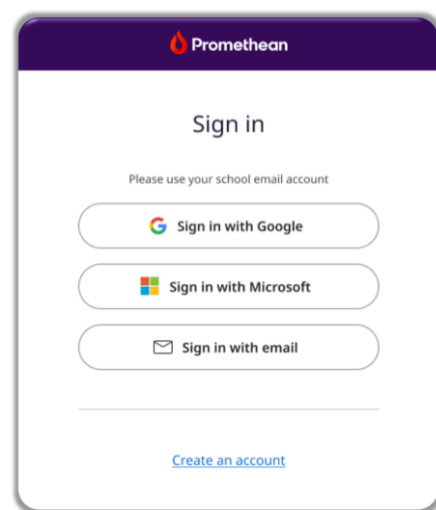 Promethean
Sign in
Please use your school email account
Sign in with Google
Sign in with Microsoft
Sign in with email
Create an account